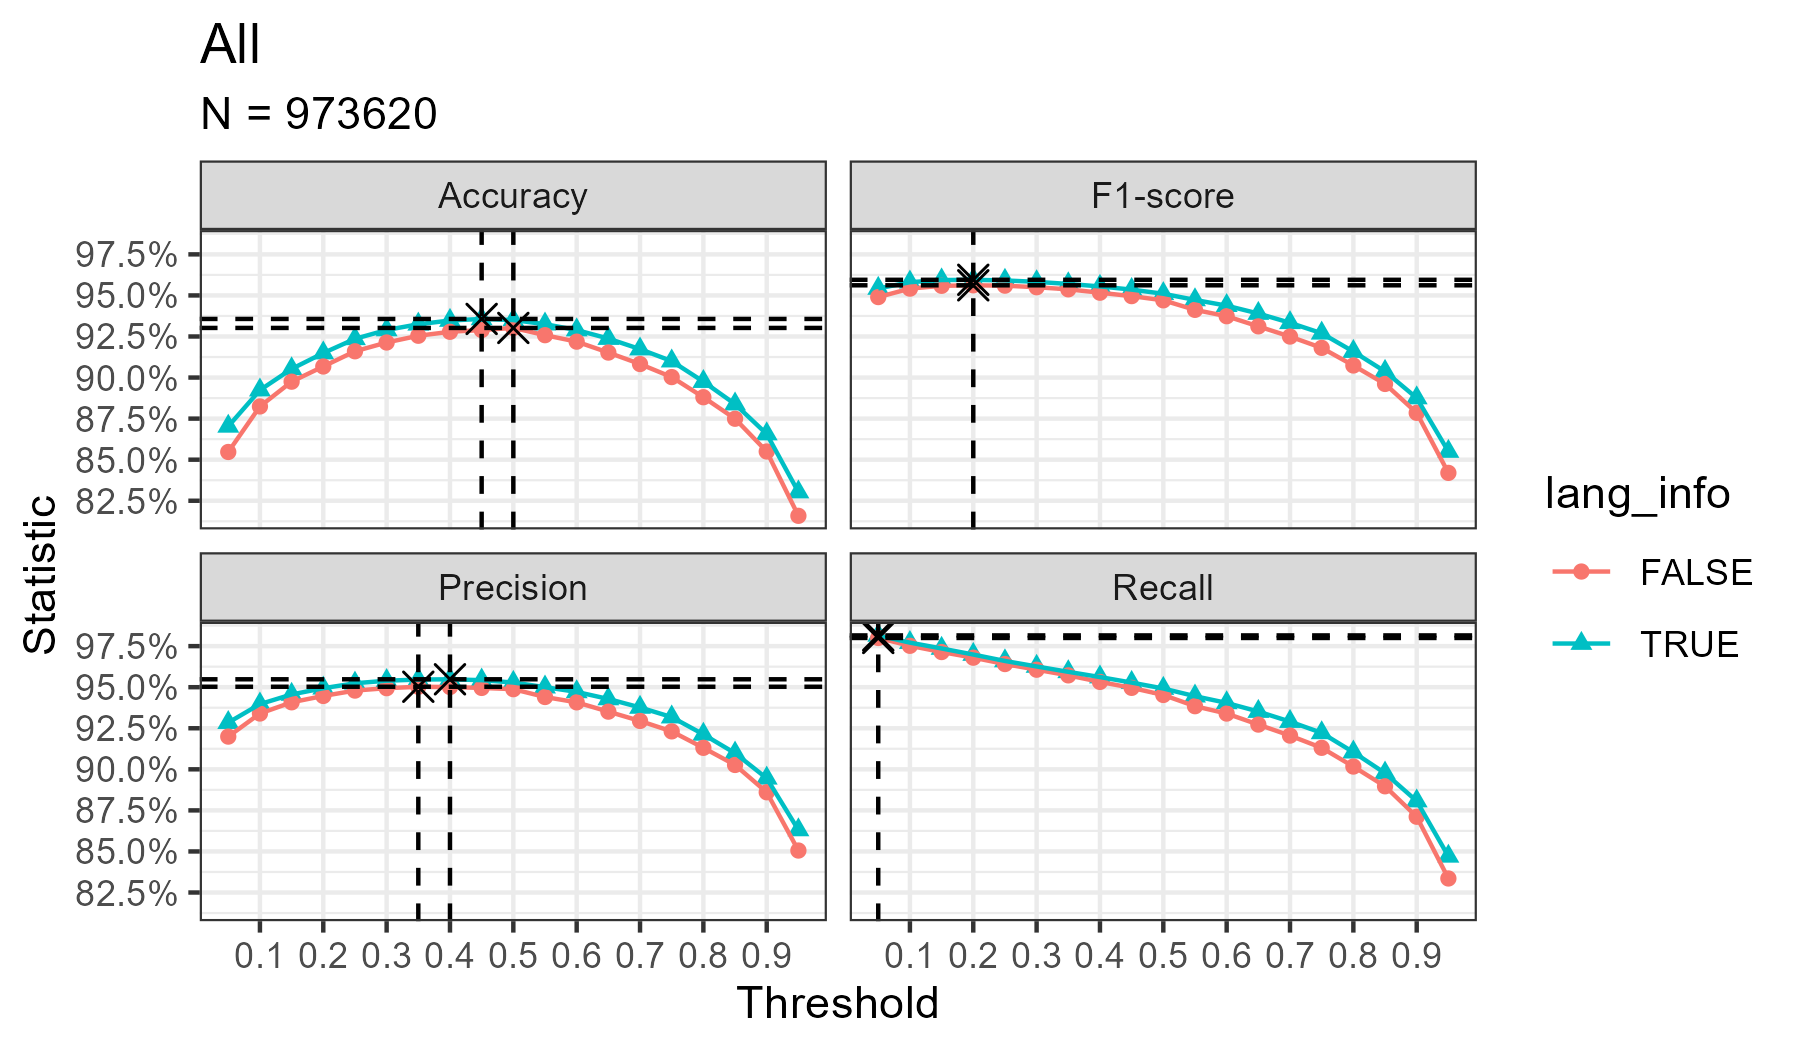 All
N = 973620
Accuracy
F1-score
97.5%
95.0%
92.5%
90.0%
87.5%
85.0%
82.5%
Precision
Recall
97.5%
95.0%
92.5%
90.0%
87.5%
85.0%
82.5%
0.1 0.2 0.3 0.4 0.5 0.6 0.7 0.8 0.9
0.1 0.2 0.3 0.4 0.5 0.6 0.7 0.8 0.9
Threshold
Statistic
lang_info
FALSE
TRUE